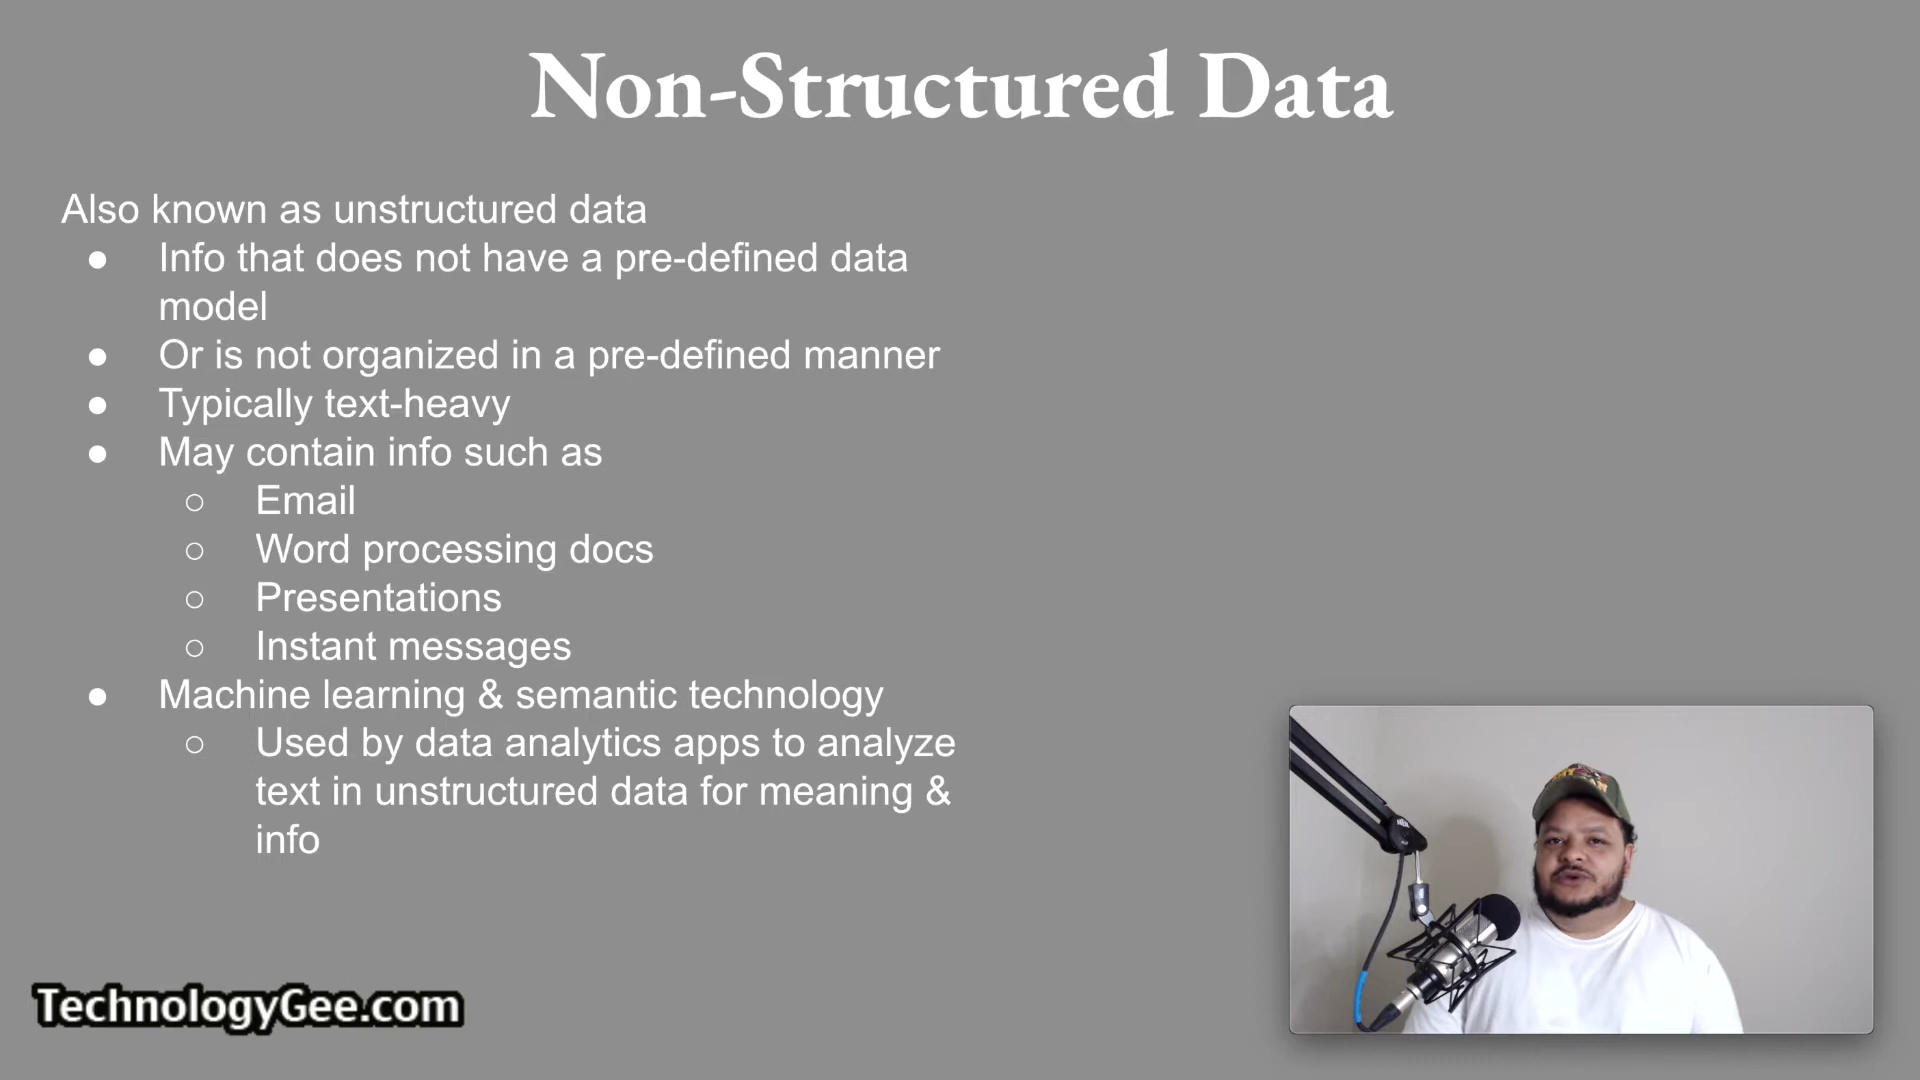 Non-Structured Data
Also known as unstructured data
● Info that does not have a pre-defined data
model
● Or is not organized in a pre-defined manner
● Typically text-heavy
● May contain info such as
○ Email
○ Word processing docs
○ Presentations
○ Instant messages
● Machine learning & semantic technology
○ Used by data analytics apps to analyze
text in unstructured data for meaning &
info
TechnologyGee.com